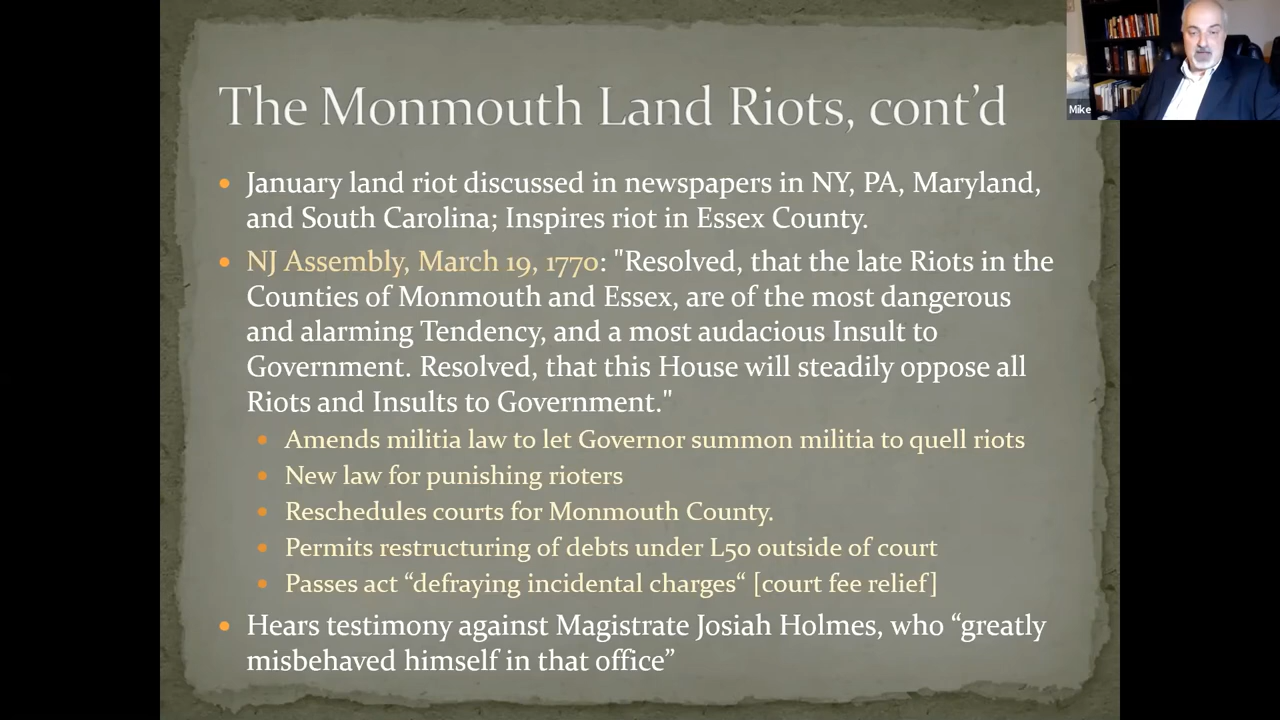 The Monmouth Land Riots, cont’d
Mike
• January land riot discussed in newspapers in NY, PA, Maryland,
and South Carolina; Inspires riot in Essex County.
• NJ Assembly, March 19, 1770: "Resolved, that the late Riots in the
Counties of Monmouth and Essex, are of the most dangerous
and alarming Tendency, and a most audacious Insult to
Government. Resolved, that this House will steadily oppose all
Riots and Insults to Government."
• Amends militia law to let Governor summon militia to quell riots
• New law for punishing rioters
• Reschedules courts for Monmouth County.
• Permits restructuring of debts under L50 outside of court
• Passes act “defraying incidental charges“ [court fee relief]
• Hears testimony against Magistrate Josiah Holmes, who “greatly
misbehaved himself in that office”